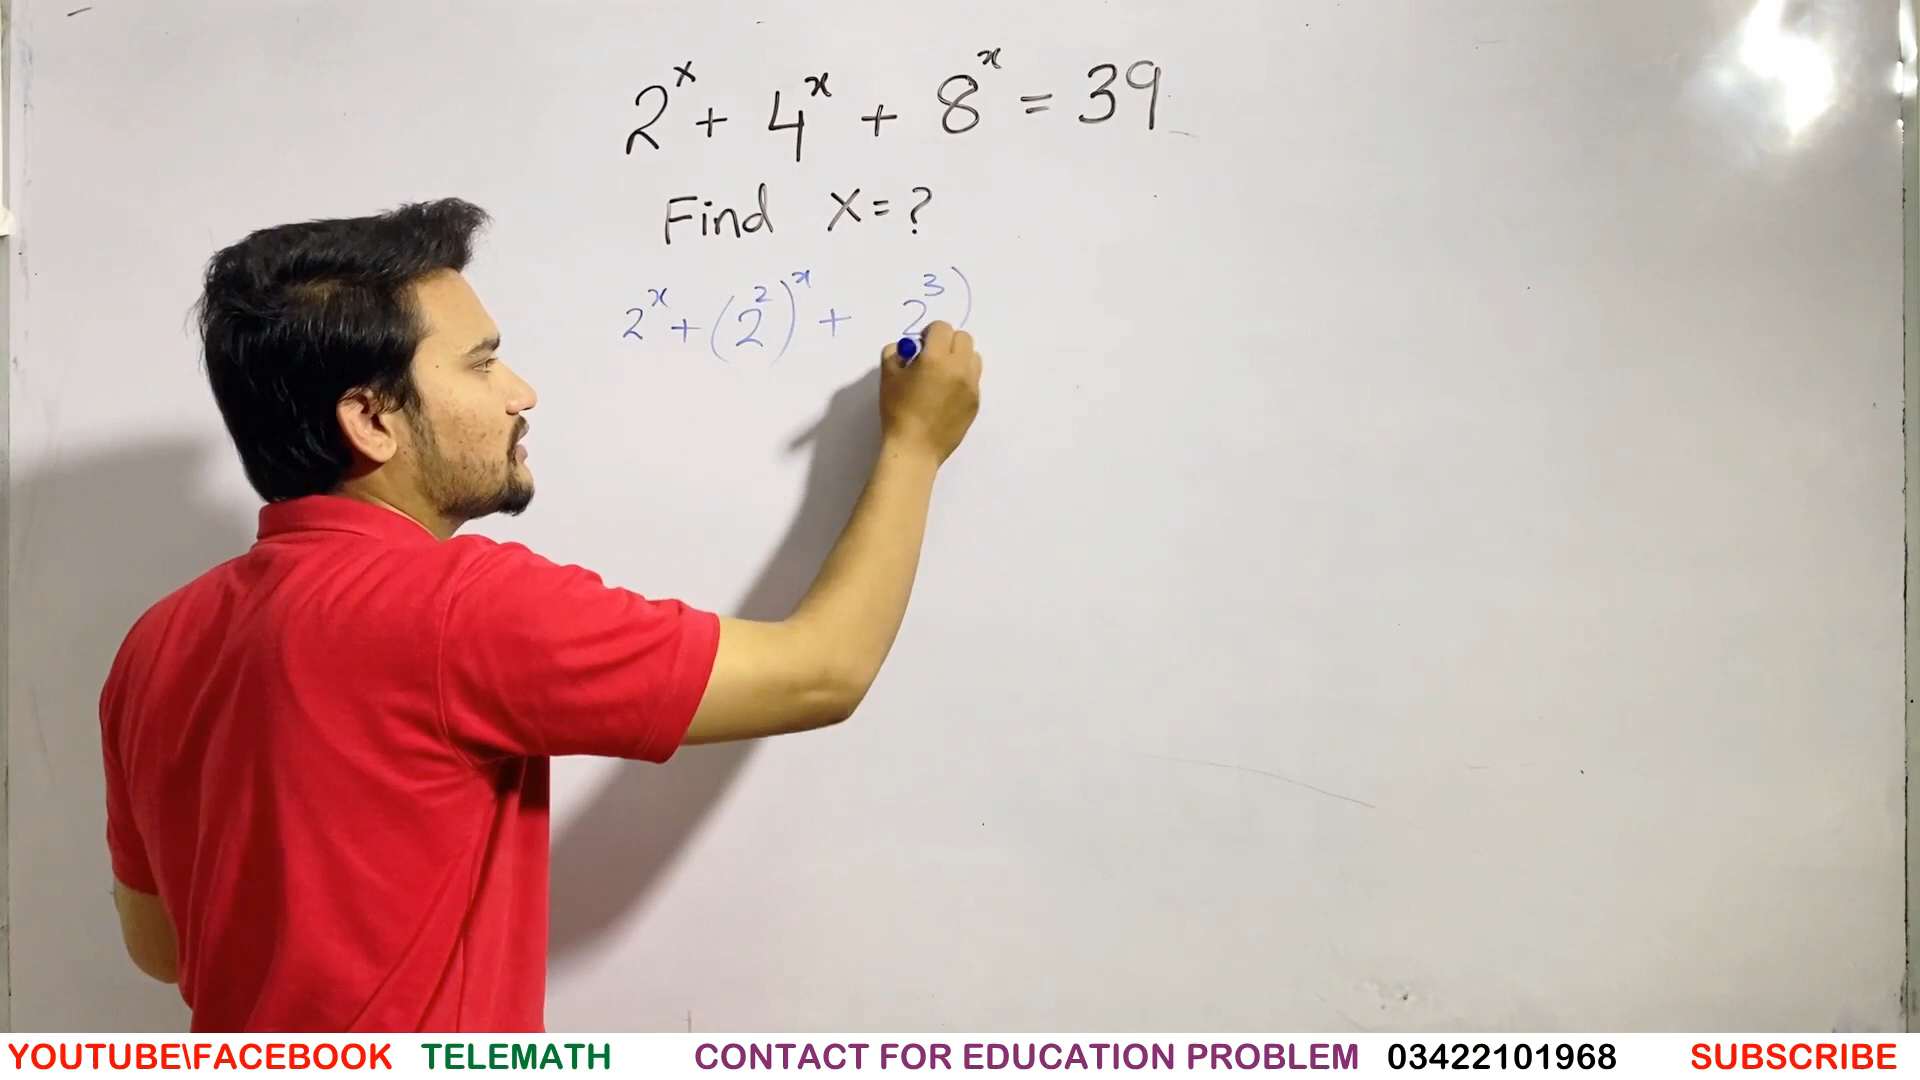 2^x + 4^x + 8^x = 39
Find x = ?
2^x + (2^2)^x + 2^3)
YOUTUBE\FACEBOOK TELEMATH CONTACT FOR EDUCATION PROBLEM 03422101968 SUBSCRIBE